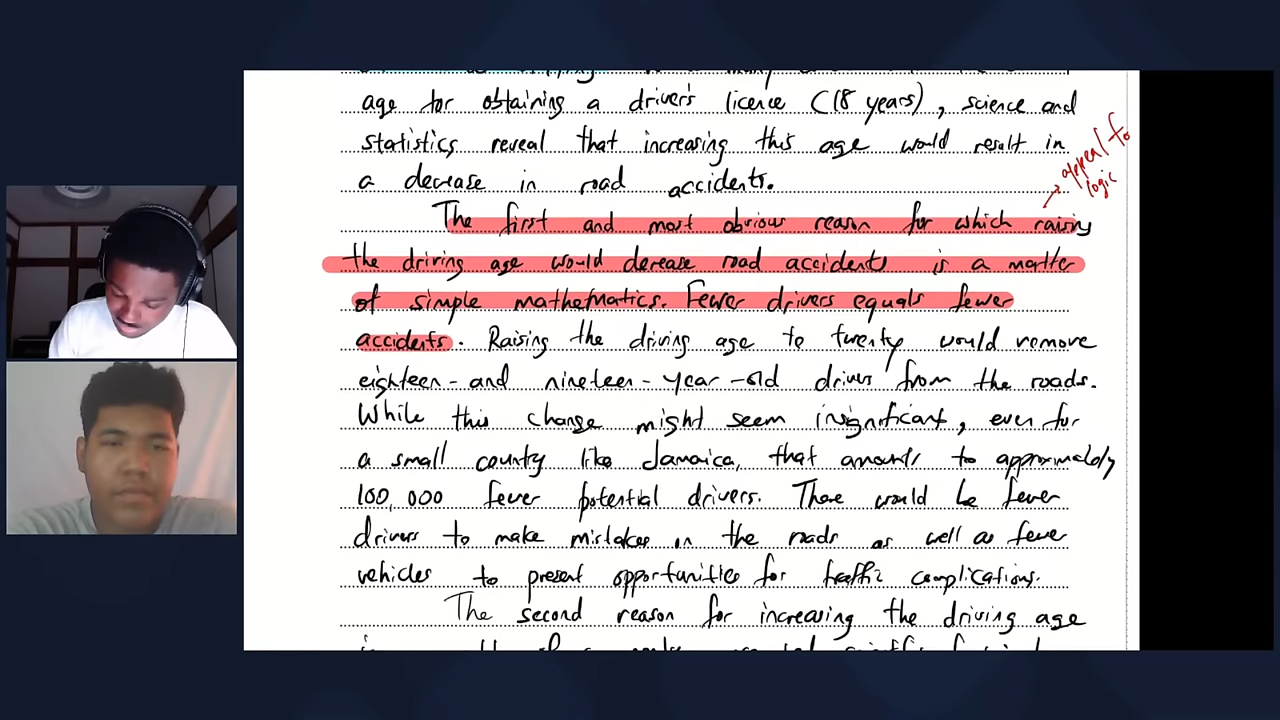 age for obtaining a driver's licence (18 years), science and
statistics reveal that increasing this age would result in
a decrease in road accidents.
appeal to
logic
The first and most obvious reason for which raising
the driving age would derease road accidents is a matter
of simple mathematics. Fewer drivers equals fewer
accidents. Raising the driving age to twenty would remove
eighteen-and nineteen-year-old drivers from the roads.
While this change might seem insignificant, even for
a small country like Jamaica, that amounts to approximately
100,000 fewer potential drivers. There would be fewer
drivers to make mistakes on the roads as well as fewer
vehicles to present opportunities for traffic complications.
The second reason for increasing the driving age